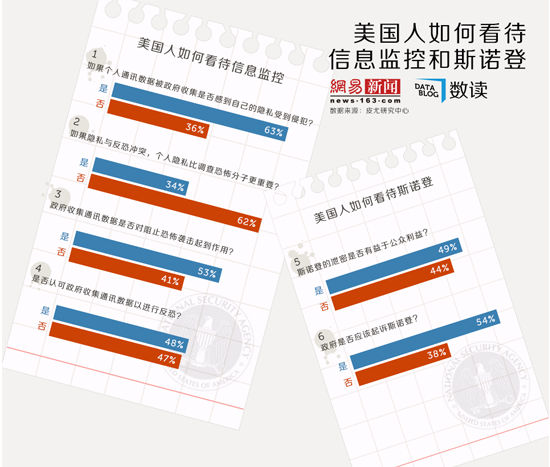 美国人如何看待
信息监控和斯诺登
網易 新闻
news·163·com
DATA
BLOG
数读
数据来源：皮尤研究中心
美国人如何看待信息监控
1
如果个人通讯数据被政府收集是否感到自己的隐私受到侵犯?
是
63%
否
36%
2
如果隐私与反恐冲突，个人隐私比调查恐怖分子更重要?
是
34%
否
62%
3
政府收集通讯数据是否对阻止恐怖袭击起到作用?
是
53%
否
41%
4
是否认可政府收集通讯数据以进行反恐?
是
48%
否
47%
美国人如何看待斯诺登
5
斯诺登的泄密是否有益于公众利益?
是
49%
否
44%
6
政府是否应该起诉斯诺登?
是
54%
否
38%
NATIONAL SECURITY AGENCY
UNITED STATES OF AMERICA